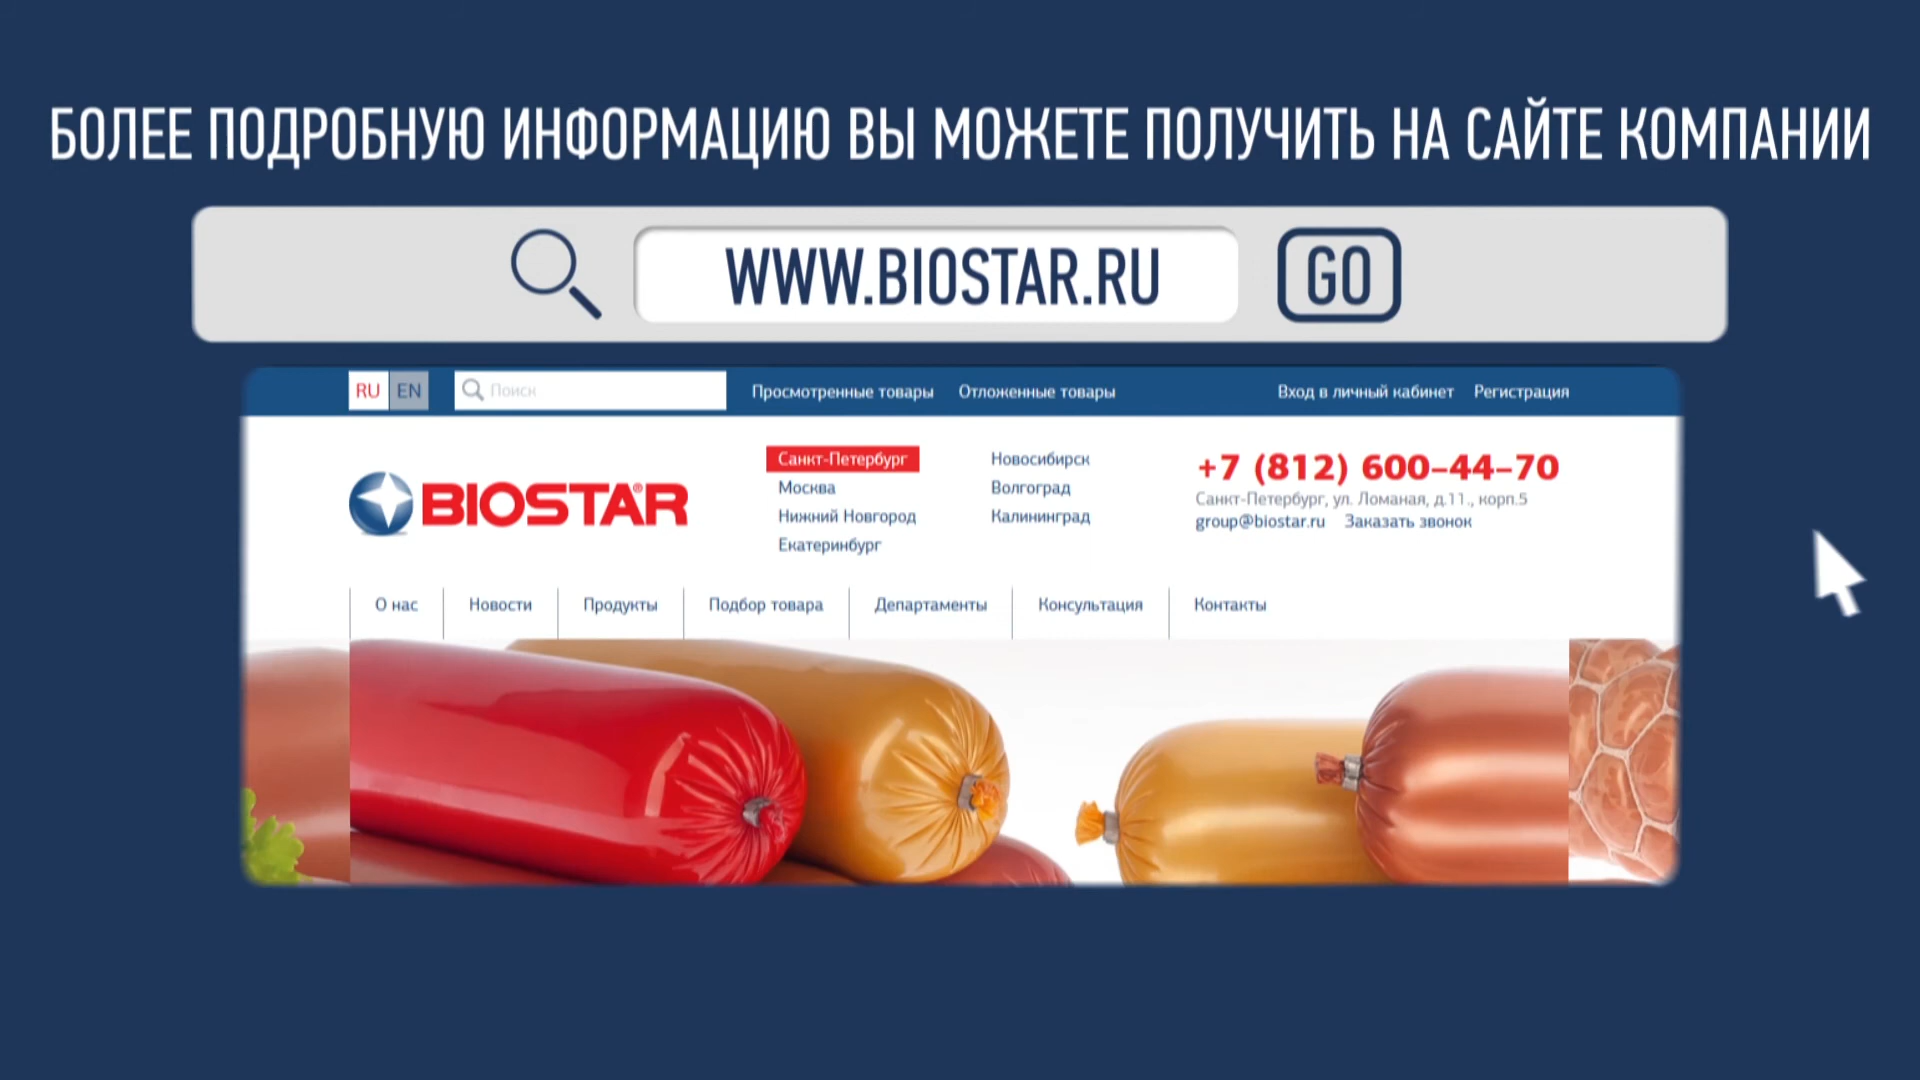 БОЛЕЕ ПОДРОБНУЮ ИНФОРМАЦИЮ ВЫ МОЖЕТЕ ПОЛУЧИТЬ НА САЙТЕ КОМПАНИИ
WWW.BIOSTAR.RU GO
RU EN Поиск Просмотренные товары Отложенные товары Вход в личный кабинет Регистрация
BIOSTAR®
Санкт-Петербург
Москва
Нижний Новгород
Екатеринбург
Новосибирск
Волгоград
Калининград
+7 (812) 600-44-70
Санкт-Петербург, ул. Ломаная, д.11., корп.5
group@biostar.ru Заказать звонок
О нас Новости Продукты Подбор товара Департаменты Консультация Контакты